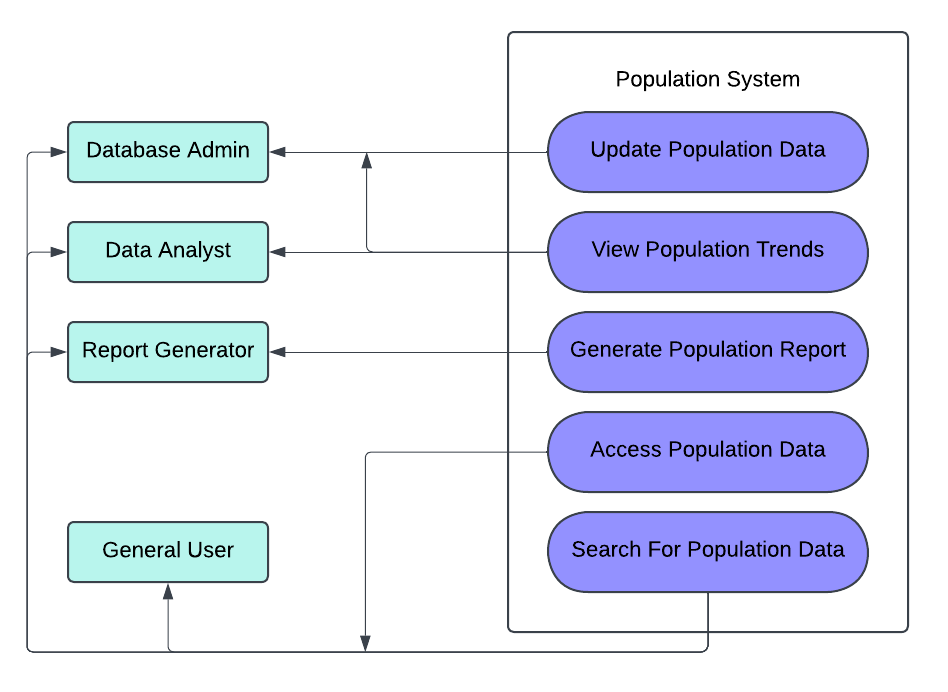 Population System
Database Admin
Update Population Data
Data Analyst
View Population Trends
Report Generator
Generate Population Report
Access Population Data
General User
Search For Population Data